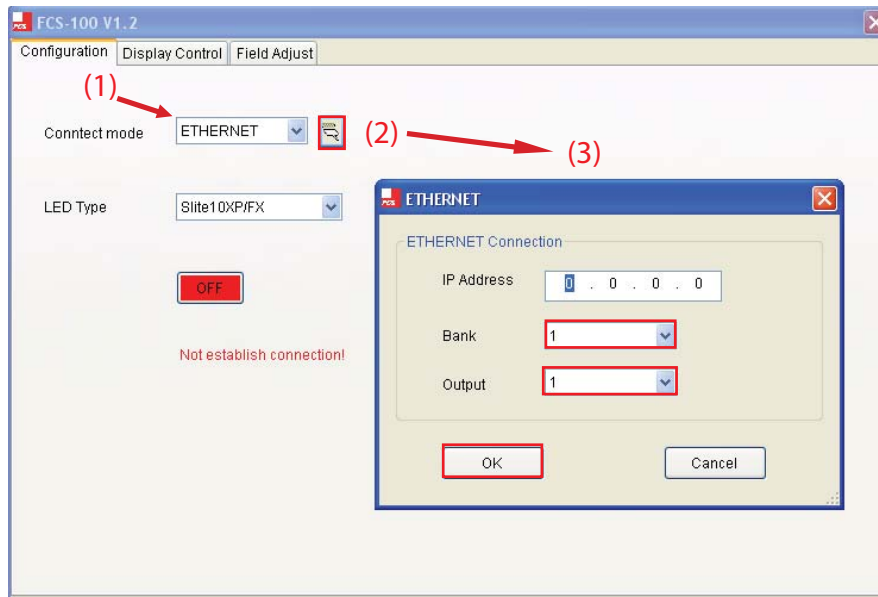 FCS-100 V1.2
Configuration Display Control Field Adjust
(1)
Conntect mode ETHERNET (2) (3)
LED Type Slite10XP/FX
OFF
Not establish connection!
FCS ETHERNET
ETHERNET Connection
IP Address 0 . 0 . 0 . 0
Bank 1
Output 1
OK Cancel